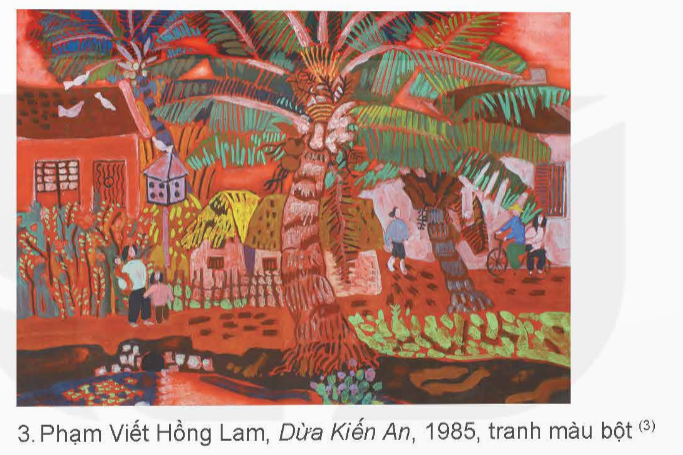 3. Phạm Viết Hồng Lam, Dừa Kiến An, 1985, tranh màu bột (3)